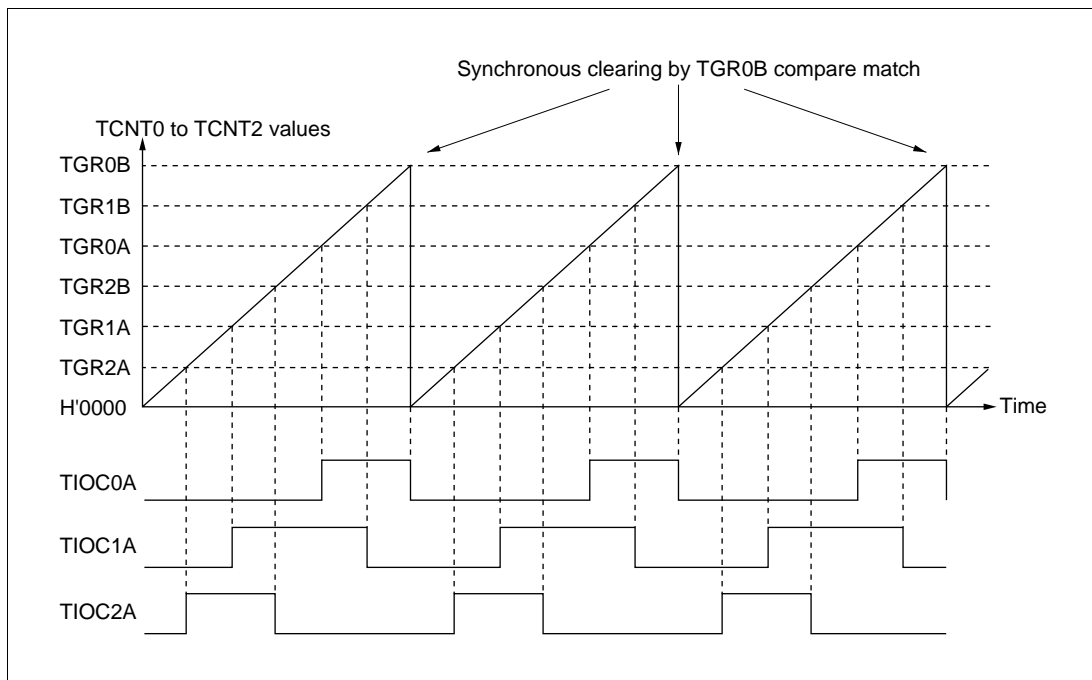 Synchronous clearing by TGR0B compare match
TCNT0 to TCNT2 values
TGR0B
TGR1B
TGR0A
TGR2B
TGR1A
TGR2A
H'0000
Time
TIOC0A
TIOC1A
TIOC2A